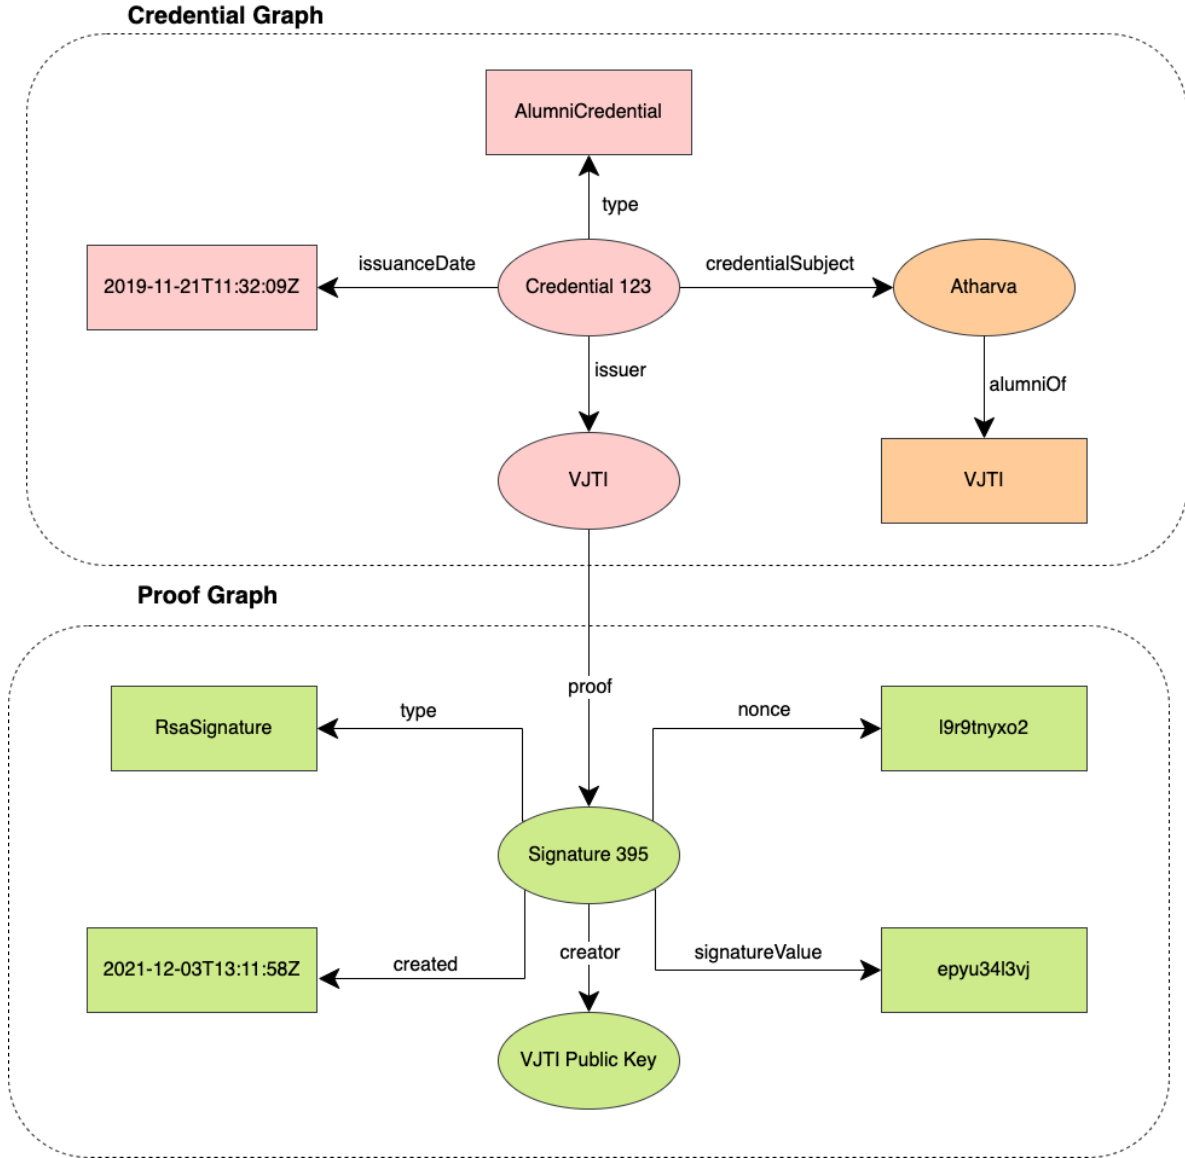 Credential Graph
AlumniCredential
type
issuanceDate
credentialSubject
2019-11-21T11:32:09Z
Credential 123
Atharva
issuer
alumniOf
VJTI
VJTI
Proof Graph
proof
type
nonce
RsaSignature
l9r9tnyxo2
Signature 395
creator
signatureValue
created
2021-12-03T13:11:58Z
epyu34l3vj
VJTI Public Key